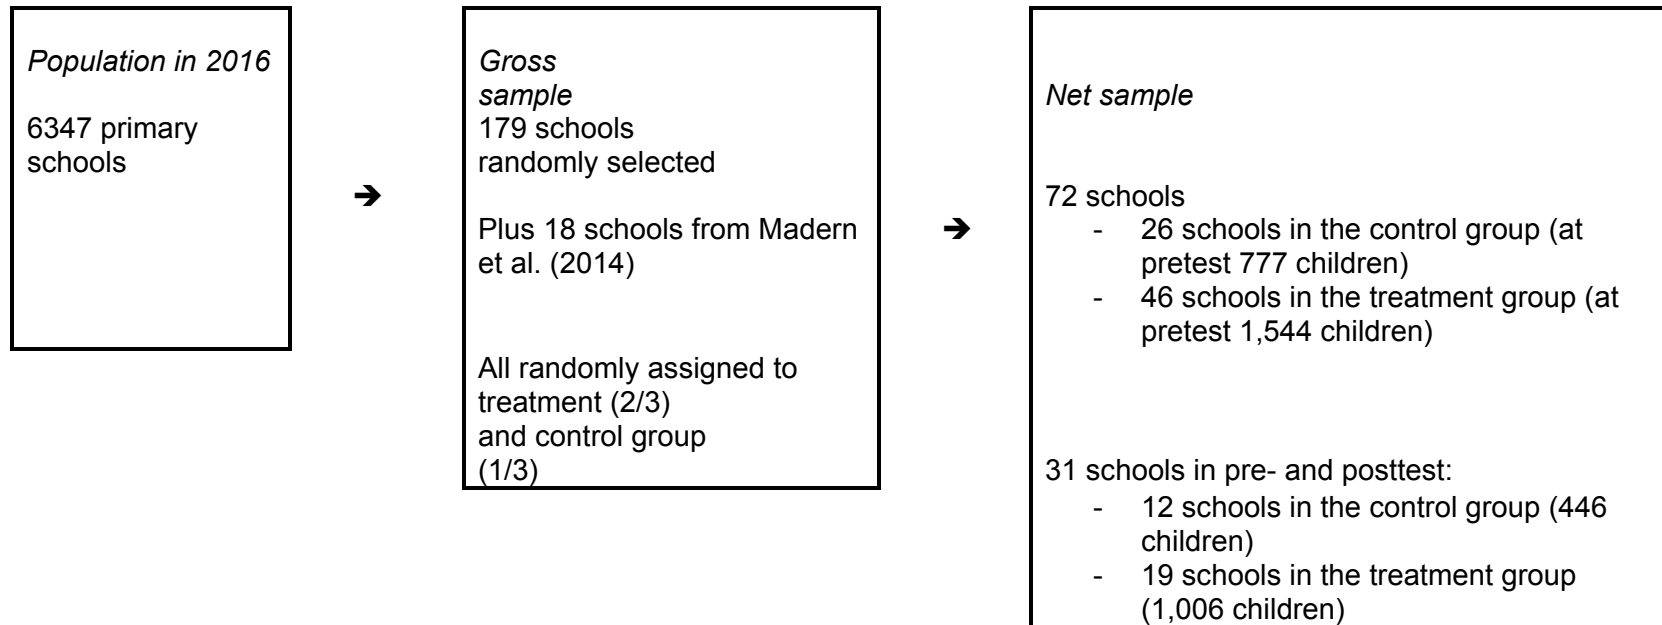 Population in 2016
6347 primary
schools
➔
Gross
sample
179 schools
randomly selected
Plus 18 schools from Madern
et al. (2014)
All randomly assigned to
treatment (2/3)
and control group
(1/3)
➔
Net sample
72 schools
- 26 schools in the control group (at
pretest 777 children)
- 46 schools in the treatment group (at
pretest 1,544 children)
31 schools in pre- and posttest:
- 12 schools in the control group (446
children)
- 19 schools in the treatment group
(1,006 children)